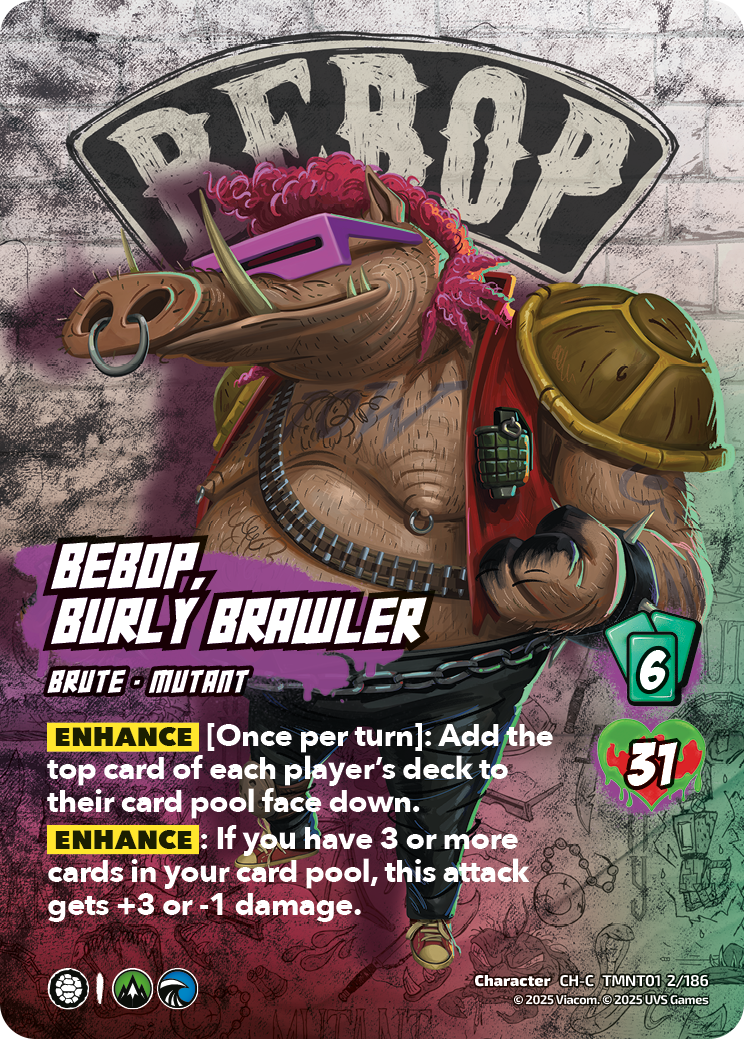 BEBOP
BEBOP,
BURLY BRAWLER
BRUTE • MUTANT
6
ENHANCE [Once per turn]: Add the
top card of each player's deck to
their card pool face down.
31
ENHANCE: If you have 3 or more
cards in your card pool, this attack
gets +3 or -1 damage.
Character CH-C TMNT01 2/186
© 2025 Viacom. © 2025 UVS Games
MUTANT